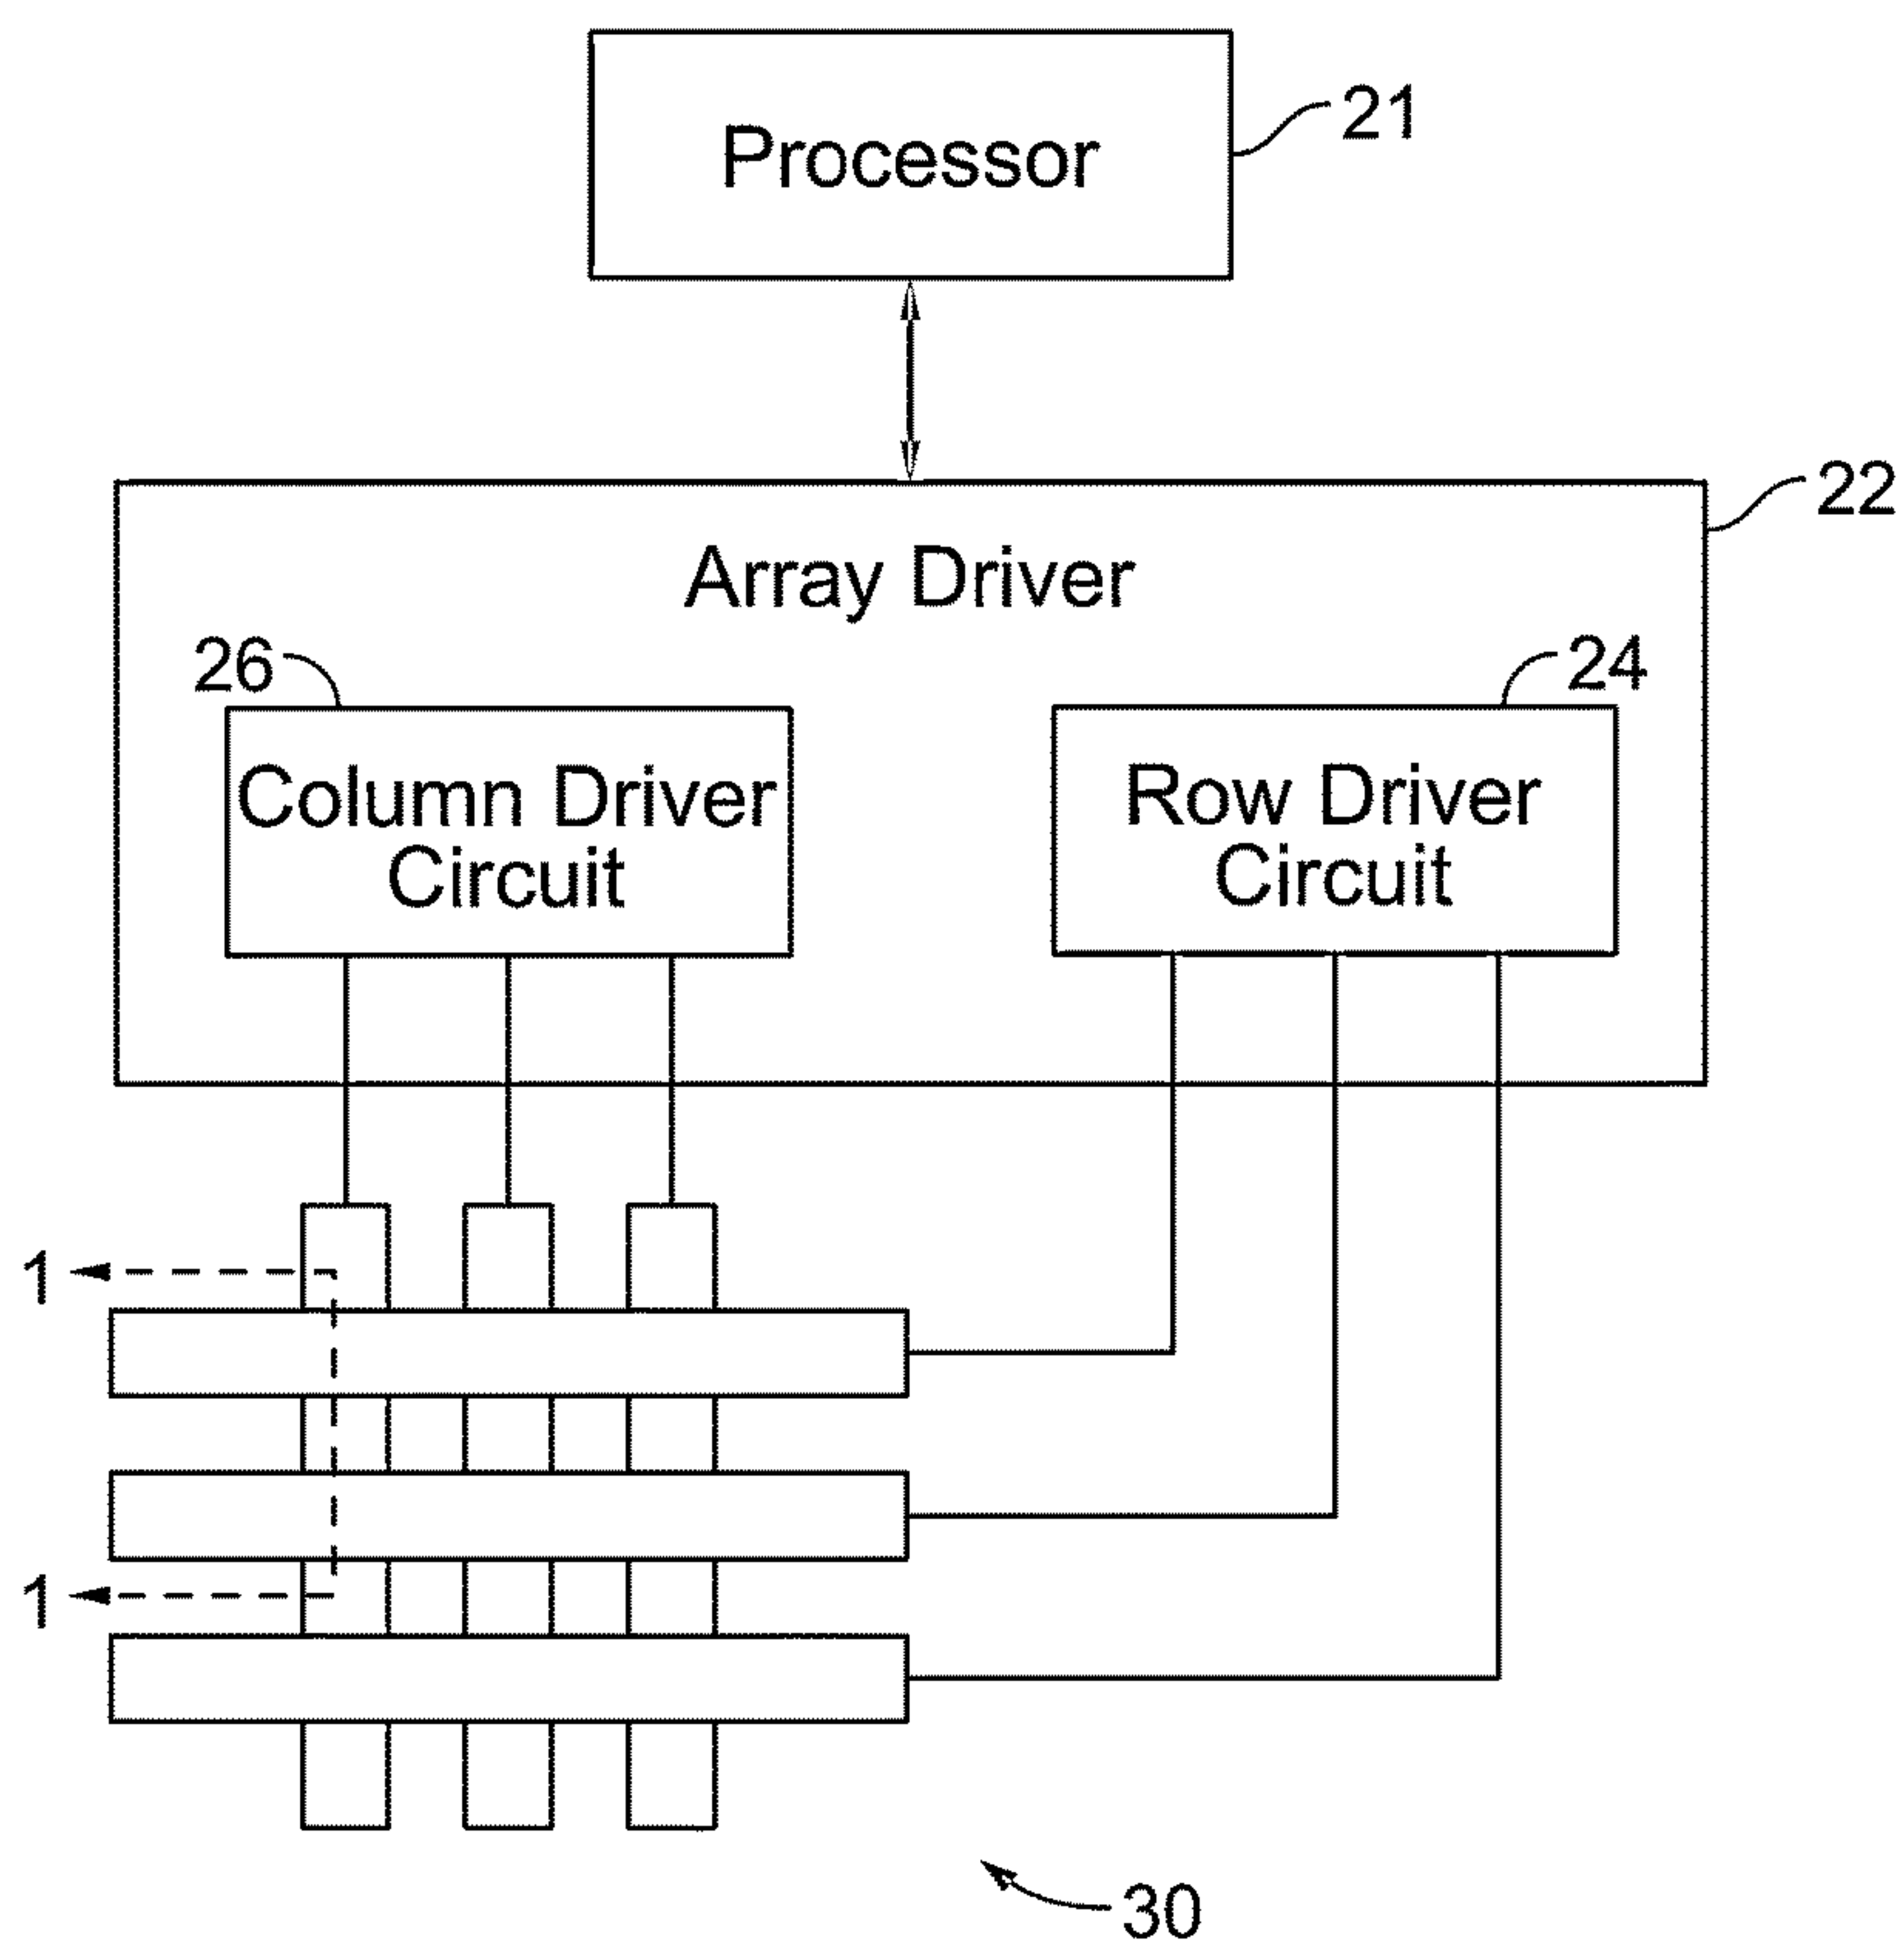 Processor
21
22
Array Driver
26
24
Column Driver
Circuit
Row Driver
Circuit
1
1
30